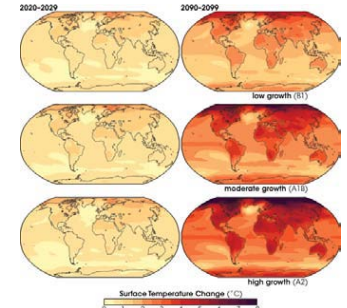 2020-2029 2090-2099
low growth (B1)
moderate growth (A1B)
high growth (A2)
Surface Temperature Change (°C)